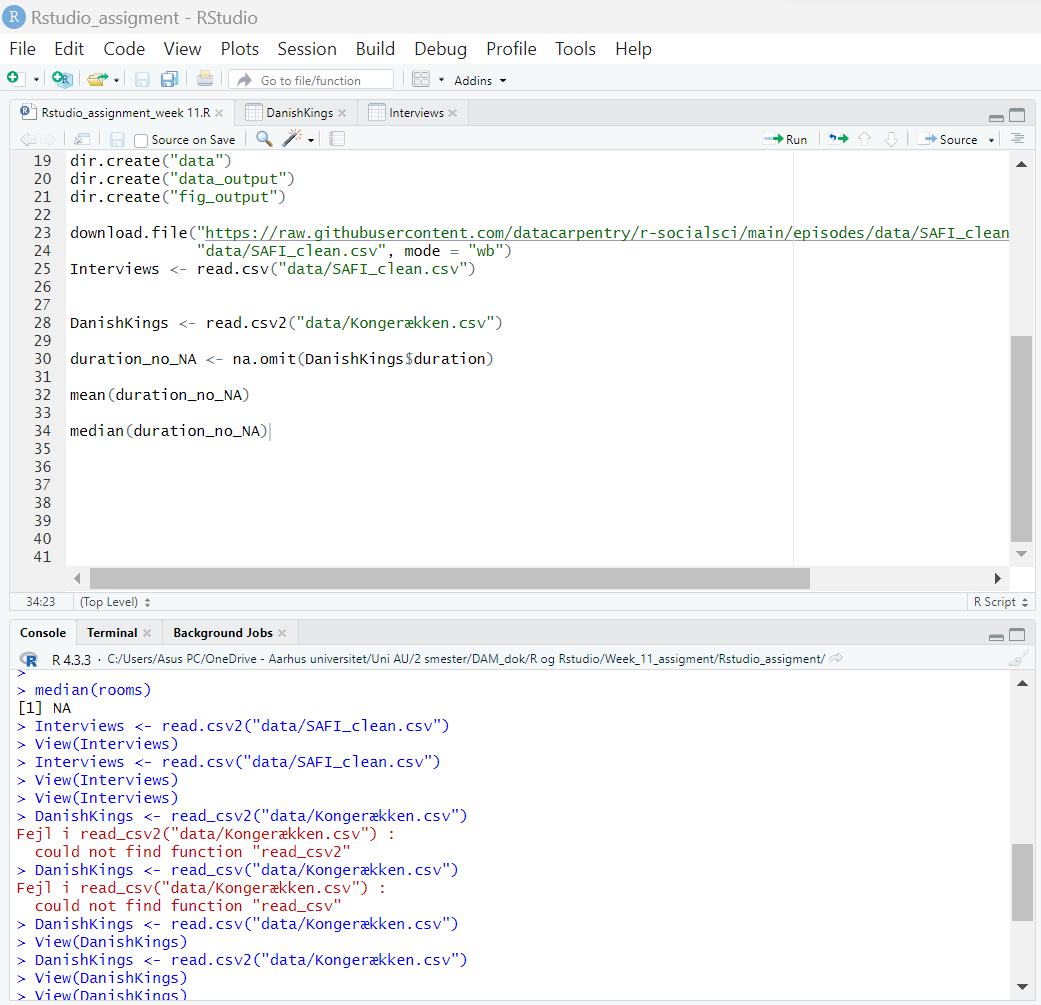 R Rstudio_assigment - RStudio
File Edit Code View Plots Session Build Debug Profile Tools Help
Go to file/function Addins
Rstudio_assignment_week 11.R DanishKings Interviews
Source on Save Run Source
19 dir.create("data")
20 dir.create("data_output")
21 dir.create("fig_output")
22
23 download.file("https://raw.githubusercontent.com/datacarpentry/r-socialsci/main/episodes/data/SAFI_clean
24 "data/SAFI_clean.csv", mode = "wb")
25 Interviews <- read.csv("data/SAFI_clean.csv")
26
27
28 DanishKings <- read.csv2("data/Kongerækken.csv")
29
30 duration_no_NA <- na.omit(DanishKings$duration)
31
32 mean(duration_no_NA)
33
34 median(duration_no_NA)
35
36
37
38
39
40
41
34:23 (Top Level) R Script
Console Terminal Background Jobs
R R 4.3.3 · C:/Users/Asus PC/OneDrive - Aarhus universitet/Uni AU/2 smester/DAM_dok/R og Rstudio/Week_11_assigment/Rstudio_assigment/
>
> median(rooms)
[1] NA
> Interviews <- read.csv2("data/SAFI_clean.csv")
> View(Interviews)
> Interviews <- read.csv("data/SAFI_clean.csv")
> View(Interviews)
> View(Interviews)
> DanishKings <- read_csv2("data/Kongerækken.csv")
Fejl i read_csv2("data/Kongerækken.csv") :
could not find function "read_csv2"
> DanishKings <- read_csv("data/Kongerækken.csv")
Fejl i read_csv("data/Kongerækken.csv") :
could not find function "read_csv"
> DanishKings <- read.csv("data/Kongerækken.csv")
> View(DanishKings)
> DanishKings <- read.csv2("data/Kongerækken.csv")
> View(DanishKings)
> View(DanishKings)